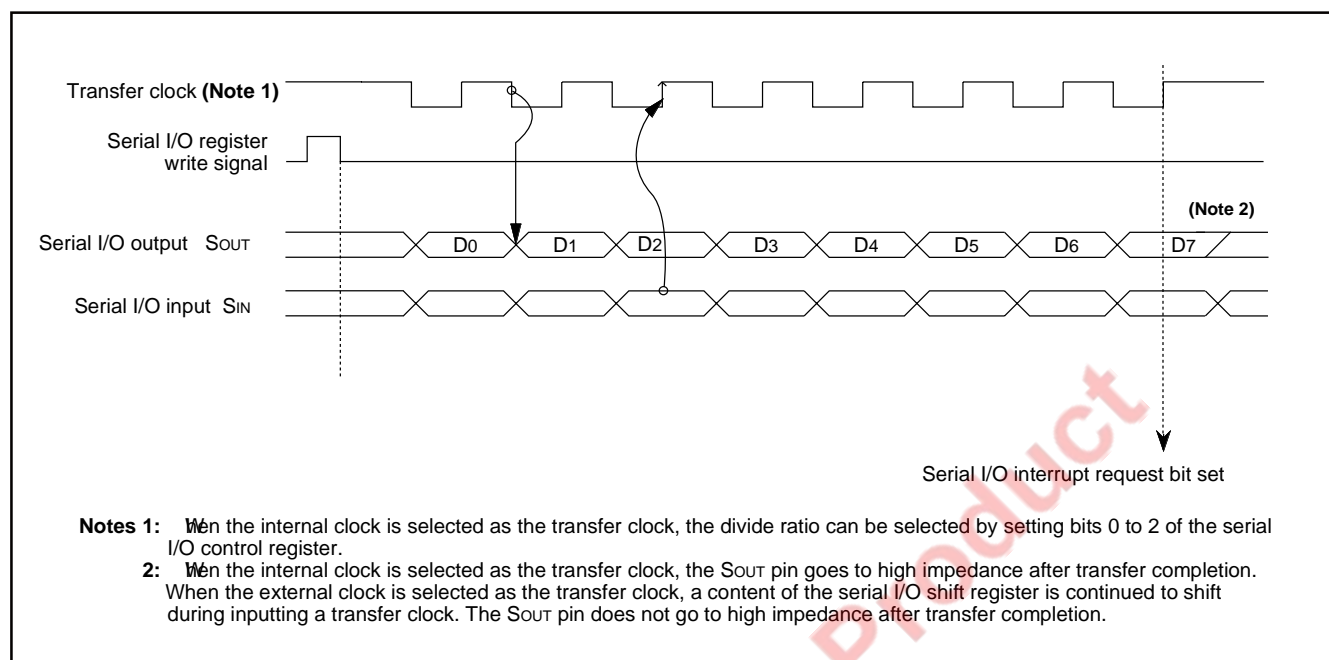 Transfer clock (Note 1)
Serial I/O register
write signal
(Note 2)
Serial I/O output SOUT
D0 D1 D2 D3 D4 D5 D6 D7
Serial I/O input SIN
Serial I/O interrupt request bit set
Notes 1: When the internal clock is selected as the transfer clock, the divide ratio can be selected by setting bits 0 to 2 of the serial
I/O control register.
2: When the internal clock is selected as the transfer clock, the SOUT pin goes to high impedance after transfer completion.
When the external clock is selected as the transfer clock, a content of the serial I/O shift register is continued to shift
during inputting a transfer clock. The SOUT pin does not go to high impedance after transfer completion.
Product